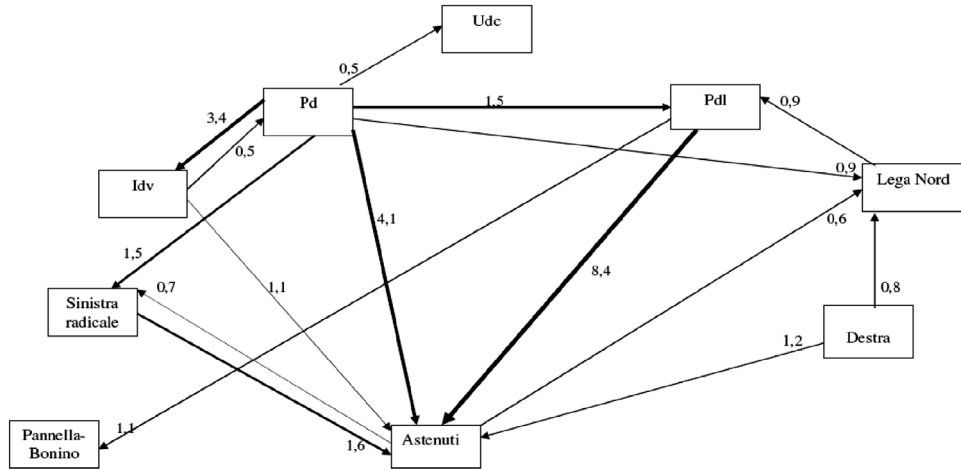 Udc
0,5
Pd
1,5
Pdl
0,9
3,4
0,5
Idv
0,9
Lega Nord
4,1
0,6
1,5
8,4
0,7
1,1
0,8
Sinistra
radicale
1,2
Destra
1,1
Pannella-
Bonino
1,6
Astenuti